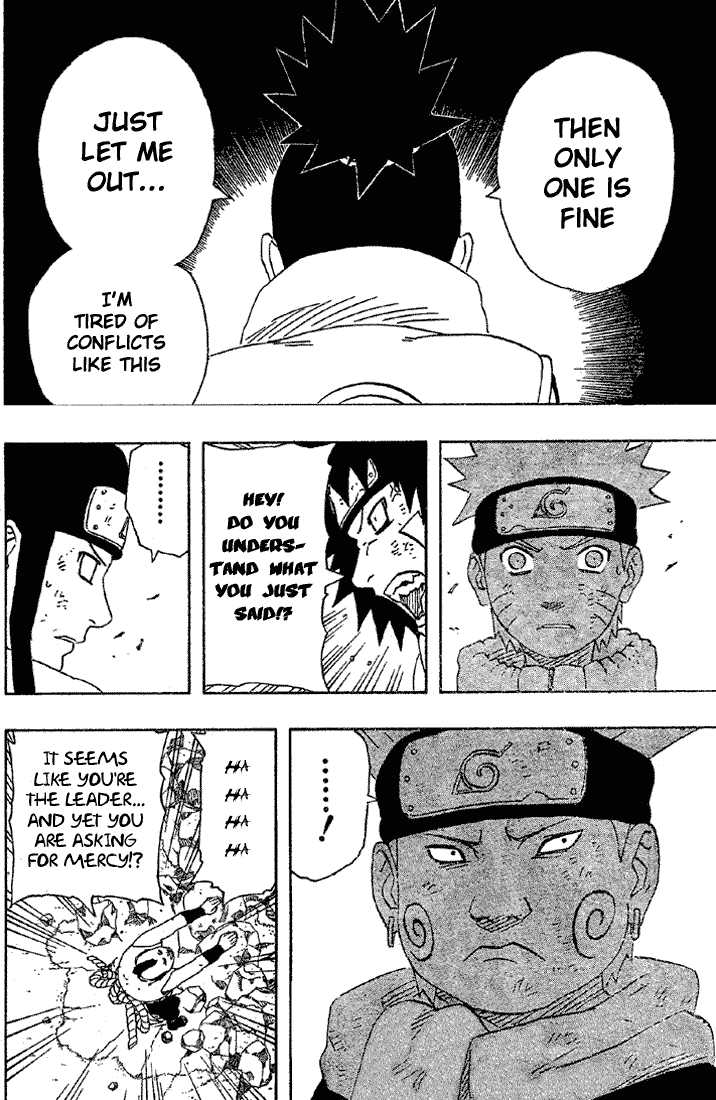 THEN
ONLY
ONE IS
FINE
JUST
LET ME
OUT...
I'M
TIRED OF
CONFLICTS
LIKE THIS
HEY!
DO YOU
UNDERS-
TAND WHAT
YOU JUST
SAID!?
........
......!
HA
HA
HA
HA
IT SEEMS
LIKE YOU'RE
THE LEADER...
AND YET YOU
ARE ASKING
FOR MERCY!?